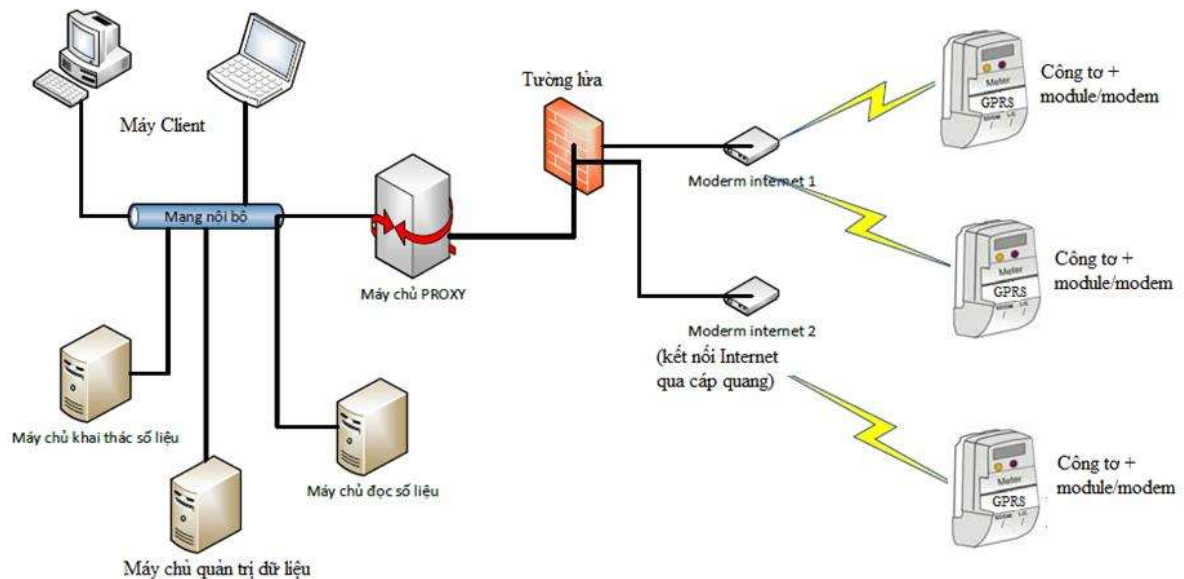 Máy Client
Mạng nội bộ
Máy chủ khai thác số liệu
Máy chủ quản trị dữ liệu
Máy chủ đọc số liệu
Máy chủ PROXY
Tường lửa
Moderm internet 1
Moderm internet 2
(kết nối Internet
qua cáp quang)
Meter
GPRS
Công tơ +
module/modem
Meter
GPRS
Công tơ +
module/modem
Meter
GPRS
Công tơ +
module/modem